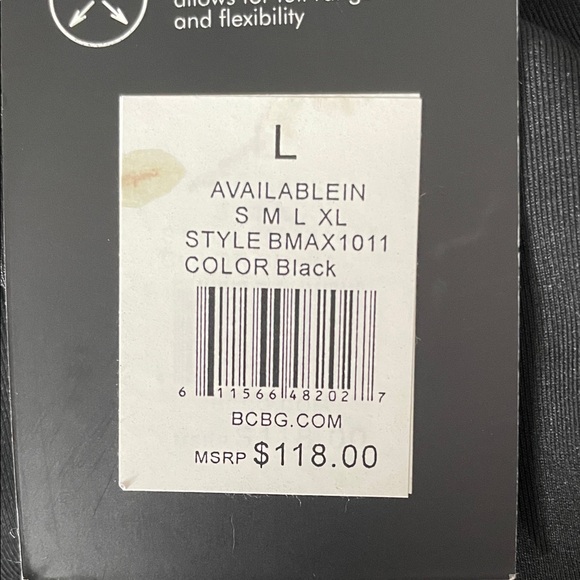 and flexibility
L
AVAILABLEIN
S M L XL
STYLE BMAX1011
COLOR Black
6 11566 48202 7
BCBG.COM
MSRP $118.00